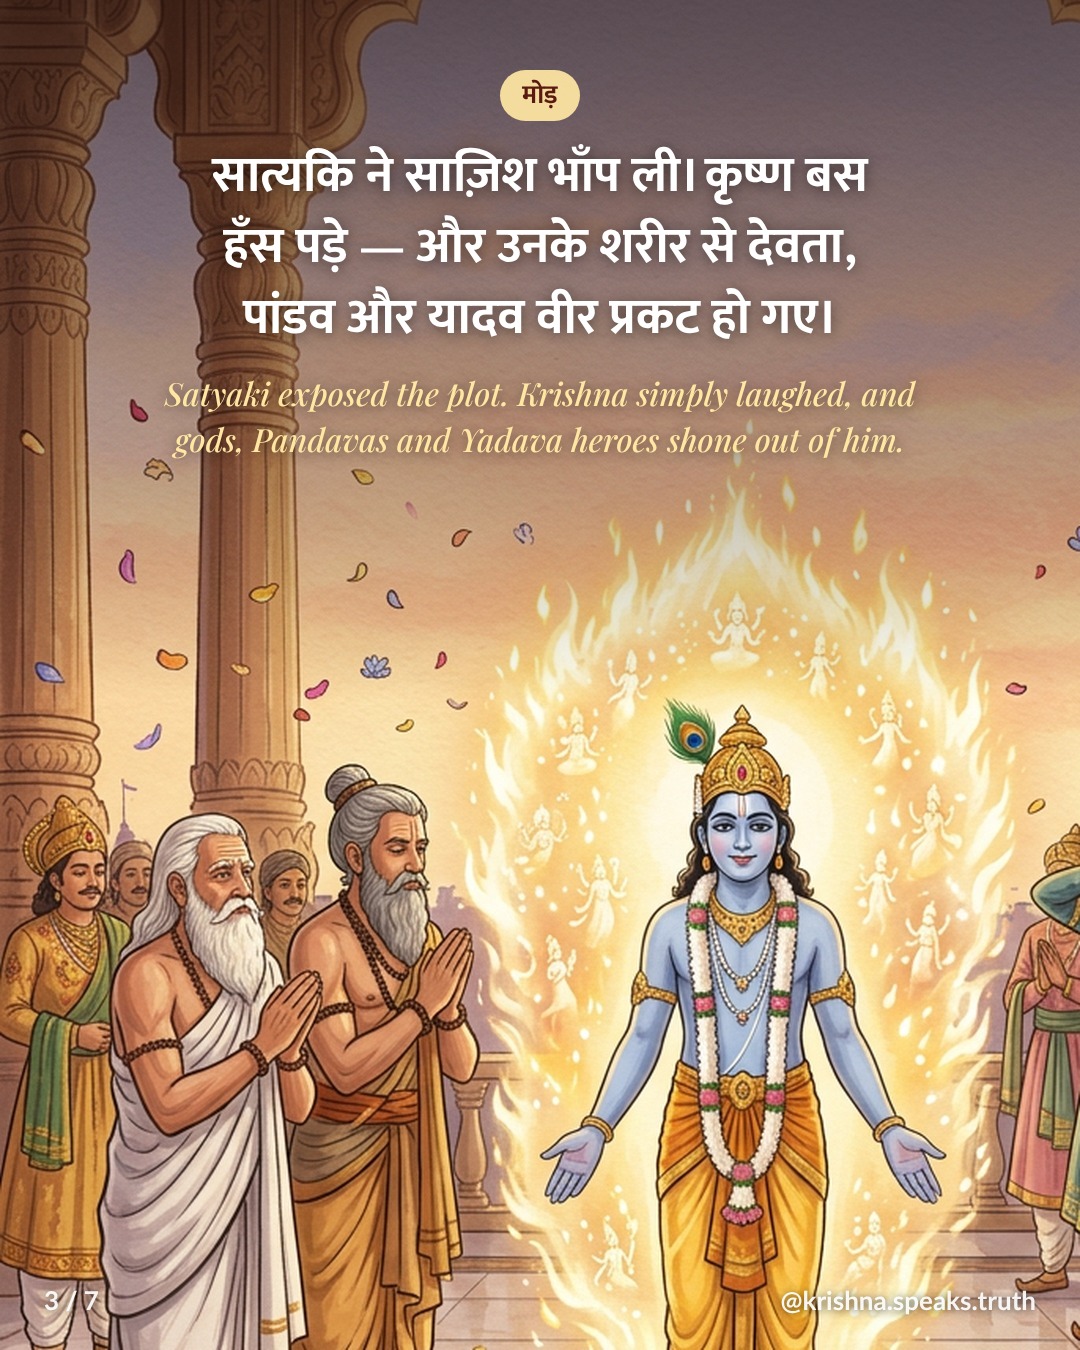 मोड़
सात्यकि ने साज़िश भाँप ली। कृष्ण बस
हँस पड़े — और उनके शरीर से देवता,
पांडव और यादव वीर प्रकट हो गए।
Satyaki exposed the plot. Krishna simply laughed, and
gods, Pandavas and Yadava heroes shone out of him.
3 / 7
@krishna.speaks.truth